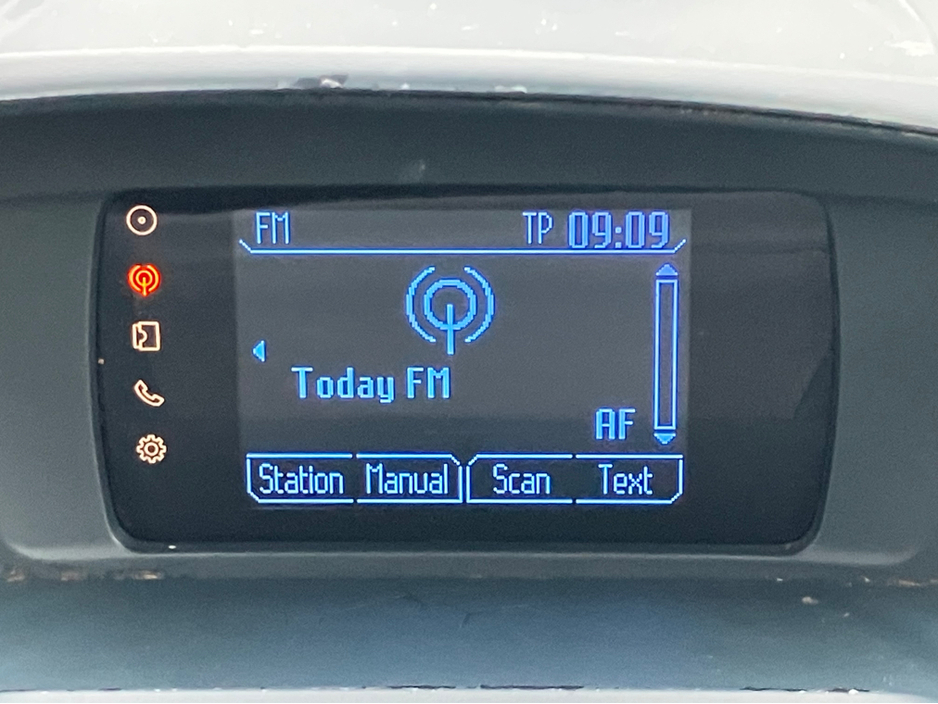 FM TP 09:09
Today FM
AF
Station Manual Scan Text